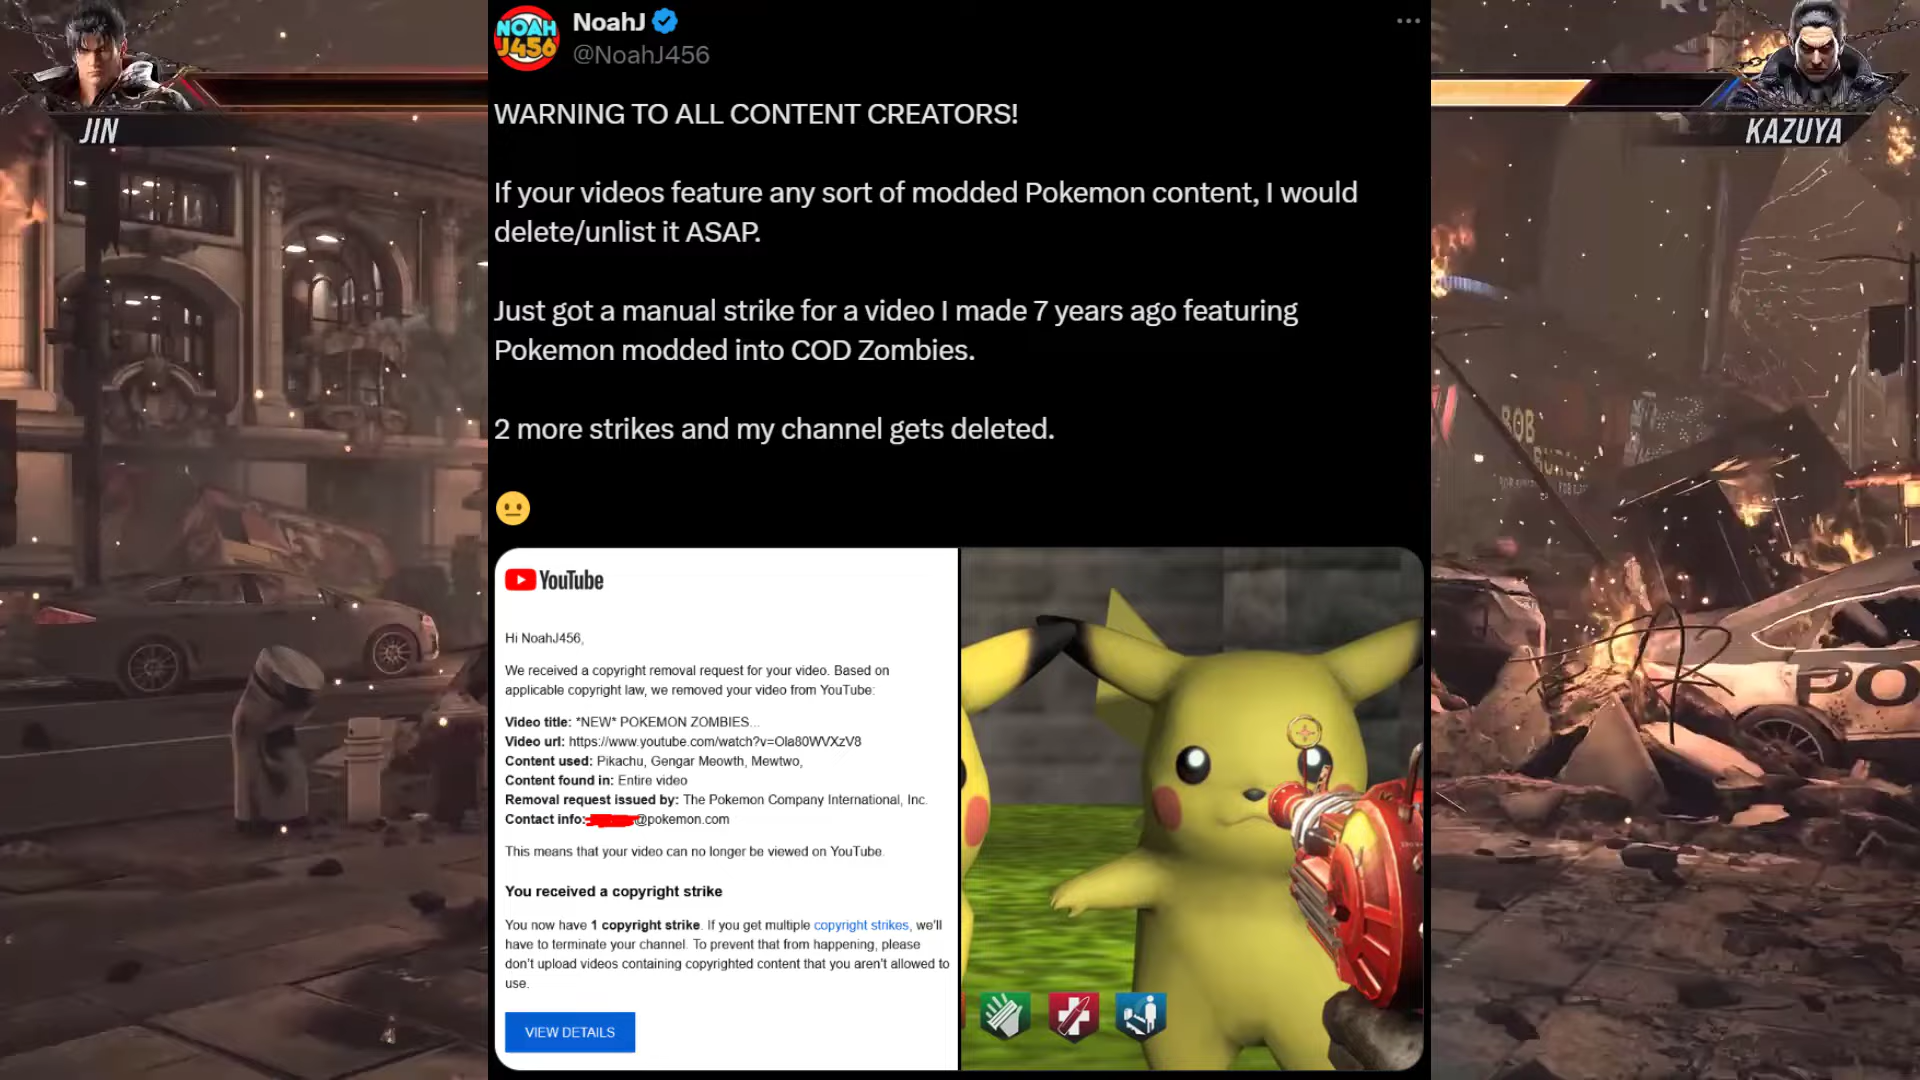 NOAH
J456
NoahJ
@NoahJ456
JIN
KAZUYA
WARNING TO ALL CONTENT CREATORS!
If your videos feature any sort of modded Pokemon content, I would
delete/unlist it ASAP.
Just got a manual strike for a video I made 7 years ago featuring
Pokemon modded into COD Zombies.
2 more strikes and my channel gets deleted.
YouTube
Hi NoahJ456,
We received a copyright removal request for your video. Based on
applicable copyright law, we removed your video from YouTube:
Video title: *NEW* POKEMON ZOMBIES...
Video url: https://www.youtube.com/watch?v=Ola80WVXzV8
Content used: Pikachu, Gengar Meowth, Mewtwo,
Content found in: Entire video
Removal request issued by: The Pokemon Company International, Inc.
Contact info: @pokemon.com
This means that your video can no longer be viewed on YouTube.
You received a copyright strike
You now have 1 copyright strike. If you get multiple copyright strikes, we'll
have to terminate your channel. To prevent that from happening, please
don't upload videos containing copyrighted content that you aren't allowed to
use.
VIEW DETAILS
BOB
PO